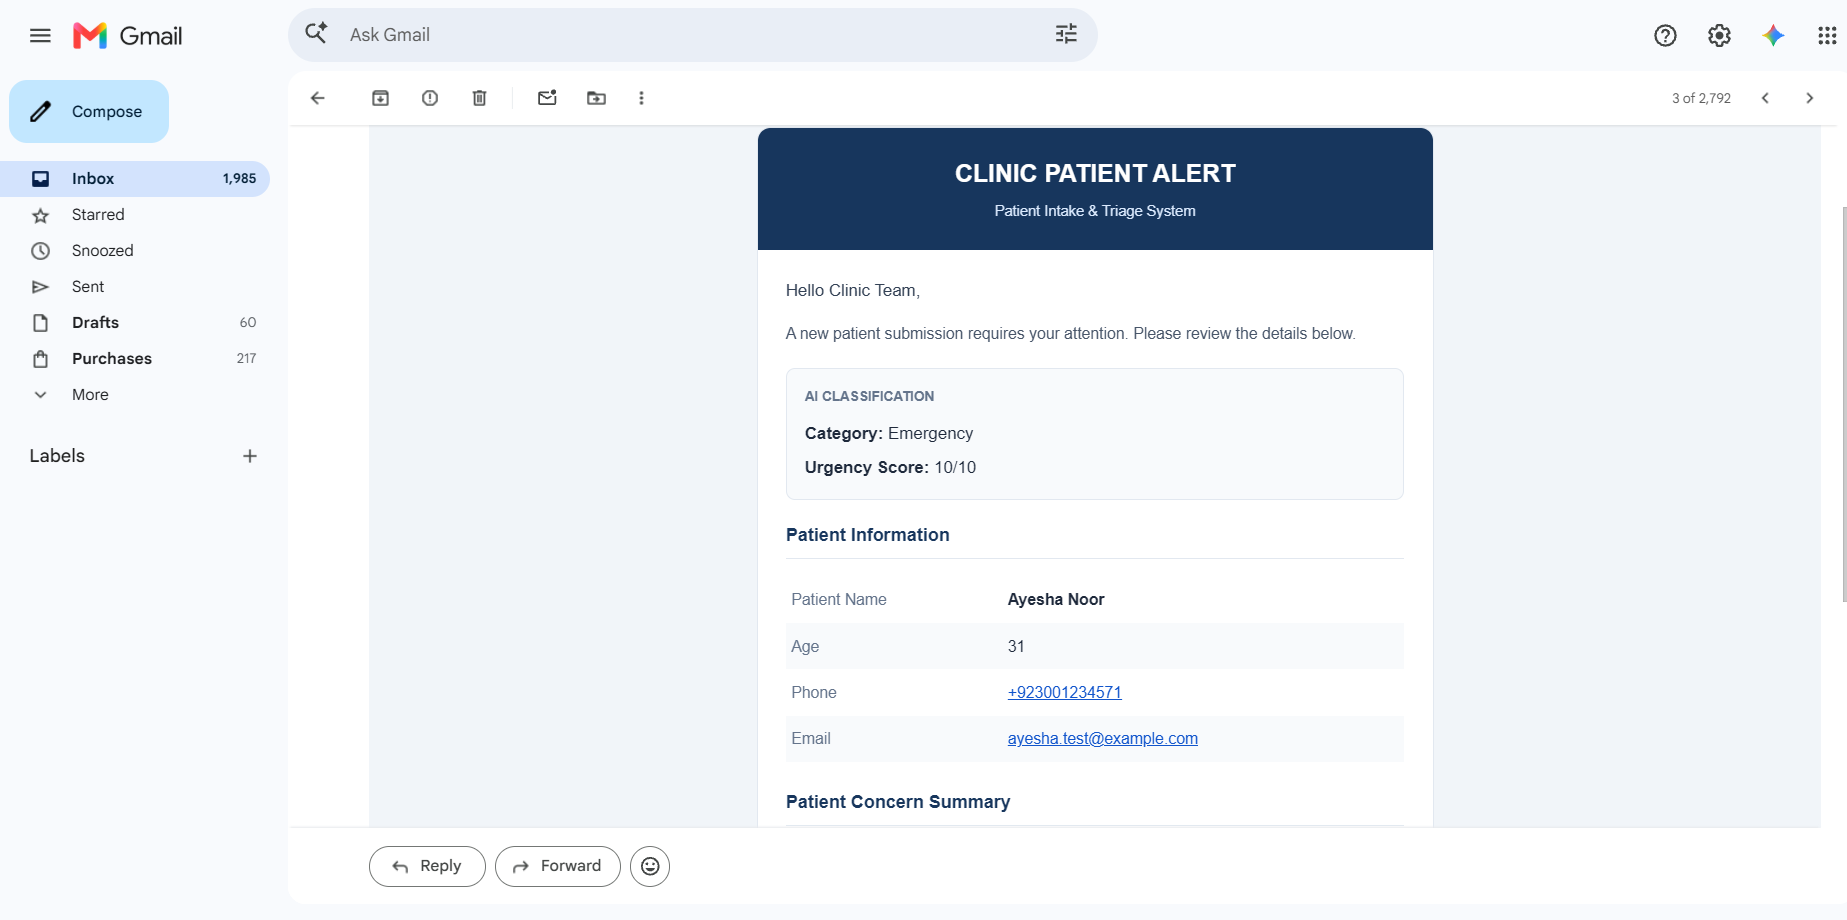 Gmail
Ask Gmail
Compose
Inbox 1,985
Starred
Snoozed
Sent
Drafts 60
Purchases 217
More
Labels
3 of 2,792
CLINIC PATIENT ALERT
Patient Intake & Triage System
Hello Clinic Team,
A new patient submission requires your attention. Please review the details below.
AI CLASSIFICATION
Category: Emergency
Urgency Score: 10/10
Patient Information
Patient Name Ayesha Noor
Age 31
Phone +923001234571
Email ayesha.test@example.com
Patient Concern Summary
Reply Forward